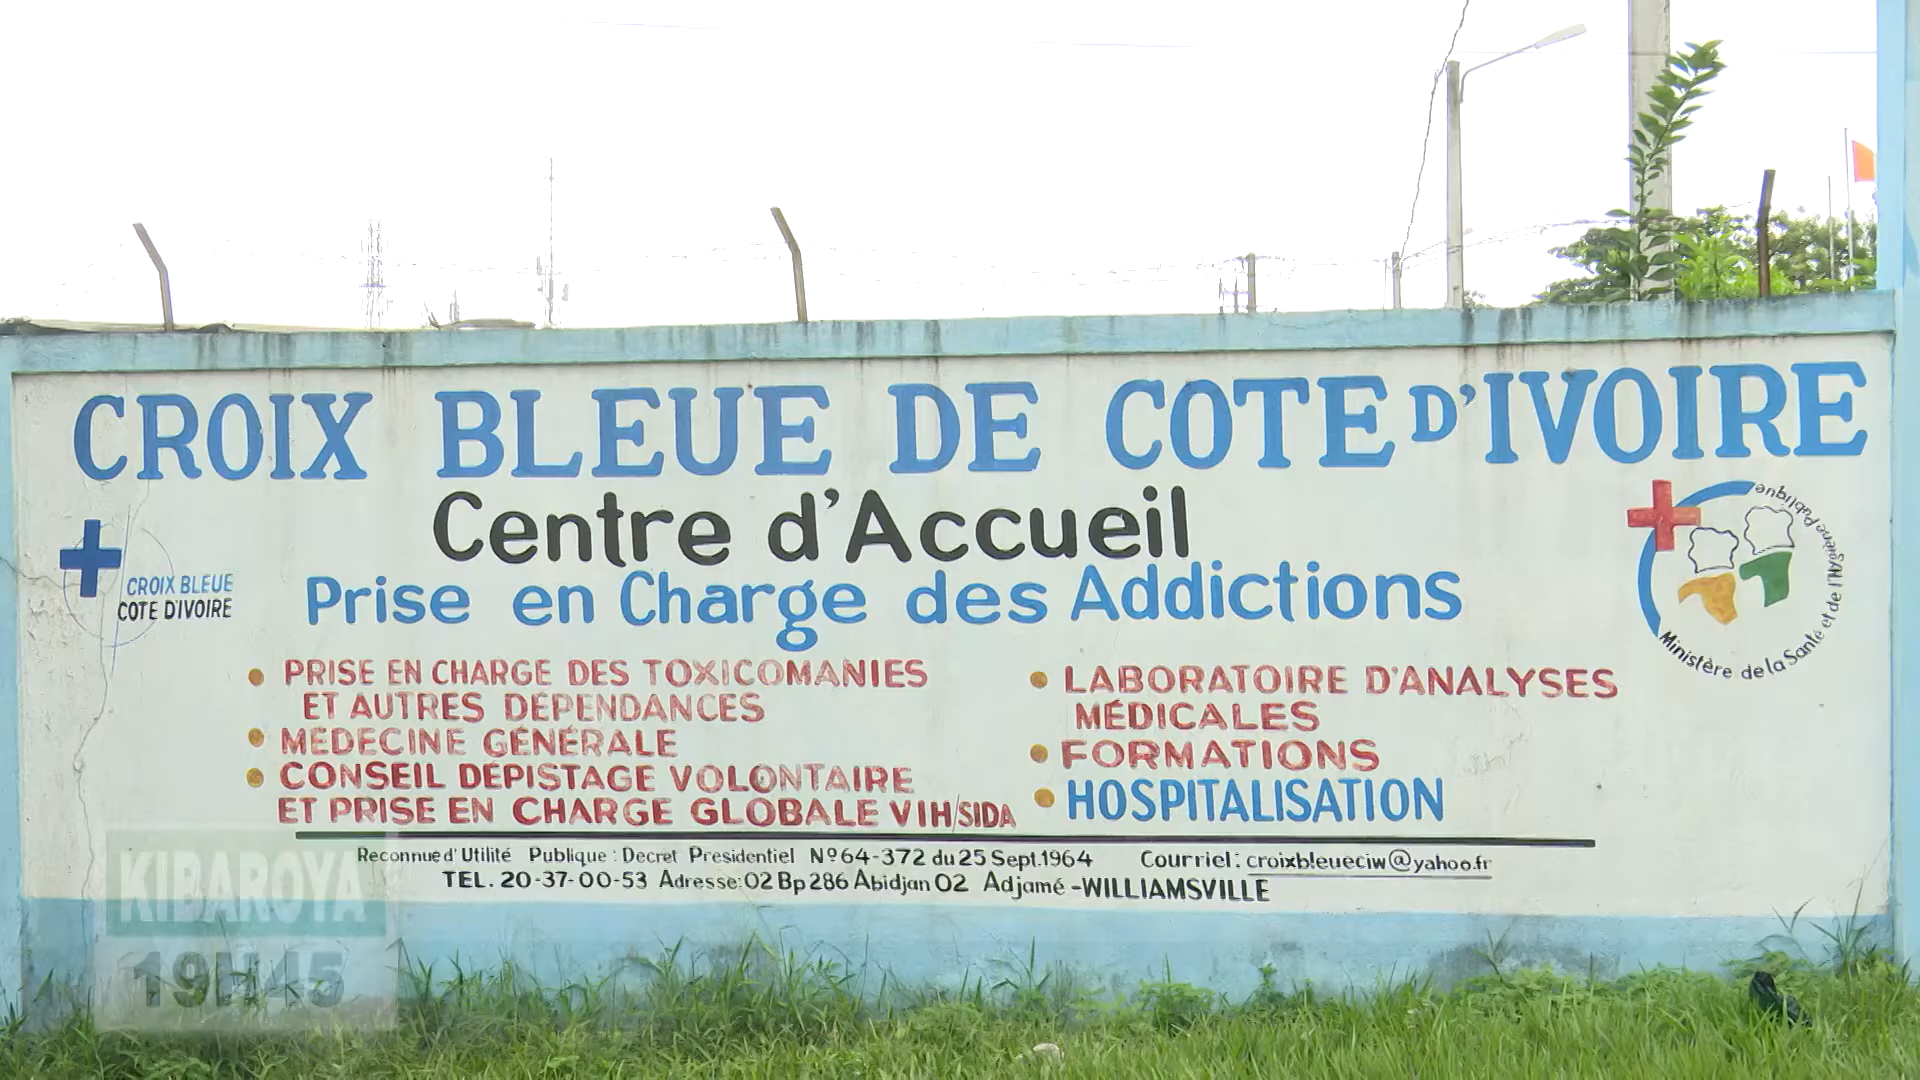 CROIX BLEUE DE COTE D'IVOIRE
Centre d'Accueil
Prise en Charge des Addictions
CROIX BLEUE
COTE D'IVOIRE
Ministère de la Santé et de l'Hygiène Publique
PRISE EN CHARGE DES TOXICOMANIES
ET AUTRES DÉPENDANCES
MÉDECINE GÉNÉRALE
CONSEIL DÉPISTAGE VOLONTAIRE
ET PRISE EN CHARGE GLOBALE VIH/SIDA
LABORATOIRE D'ANALYSES
MÉDICALES
FORMATIONS
HOSPITALISATION
Reconnue d'Utilité Publique : Decret Presidentiel Nº 64-372 du 25 Sept.1964 Courriel : croixbleueciw@yahoo.fr
TEL. 20-37-00-53 Adresse: 02 Bp 286 Abidjan 02 Adjamé - WILLIAMSVILLE
KIBAROYA
19H45